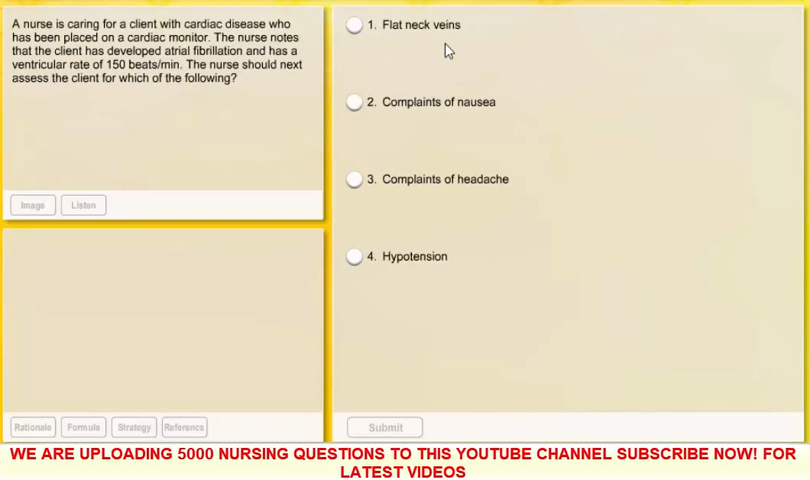 A nurse is caring for a client with cardiac disease who
has been placed on a cardiac monitor. The nurse notes
that the client has developed atrial fibrillation and has a
ventricular rate of 150 beats/min. The nurse should next
assess the client for which of the following?
Image Listen
1. Flat neck veins
2. Complaints of nausea
3. Complaints of headache
4. Hypotension
Rationale Formula Strategy Reference
Submit
WE ARE UPLOADING 5000 NURSING QUESTIONS TO THIS YOUTUBE CHANNEL SUBSCRIBE NOW! FOR
LATEST VIDEOS